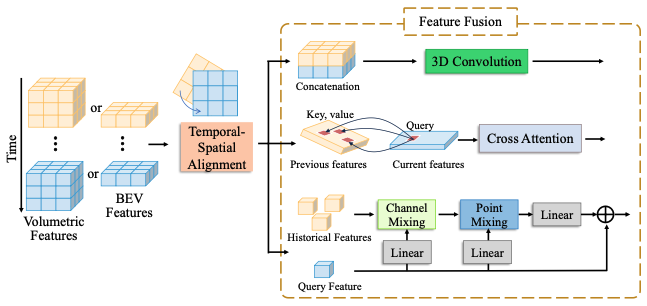 Feature Fusion
Time
or
or
Volumetric
Features
BEV
Features
Temporal-
Spatial
Alignment
Concatenation
3D Convolution
Key, value
Query
Previous features
Current features
Cross Attention
Historical Features
Channel
Mixing
Point
Mixing
Linear
Linear
Linear
Query Feature